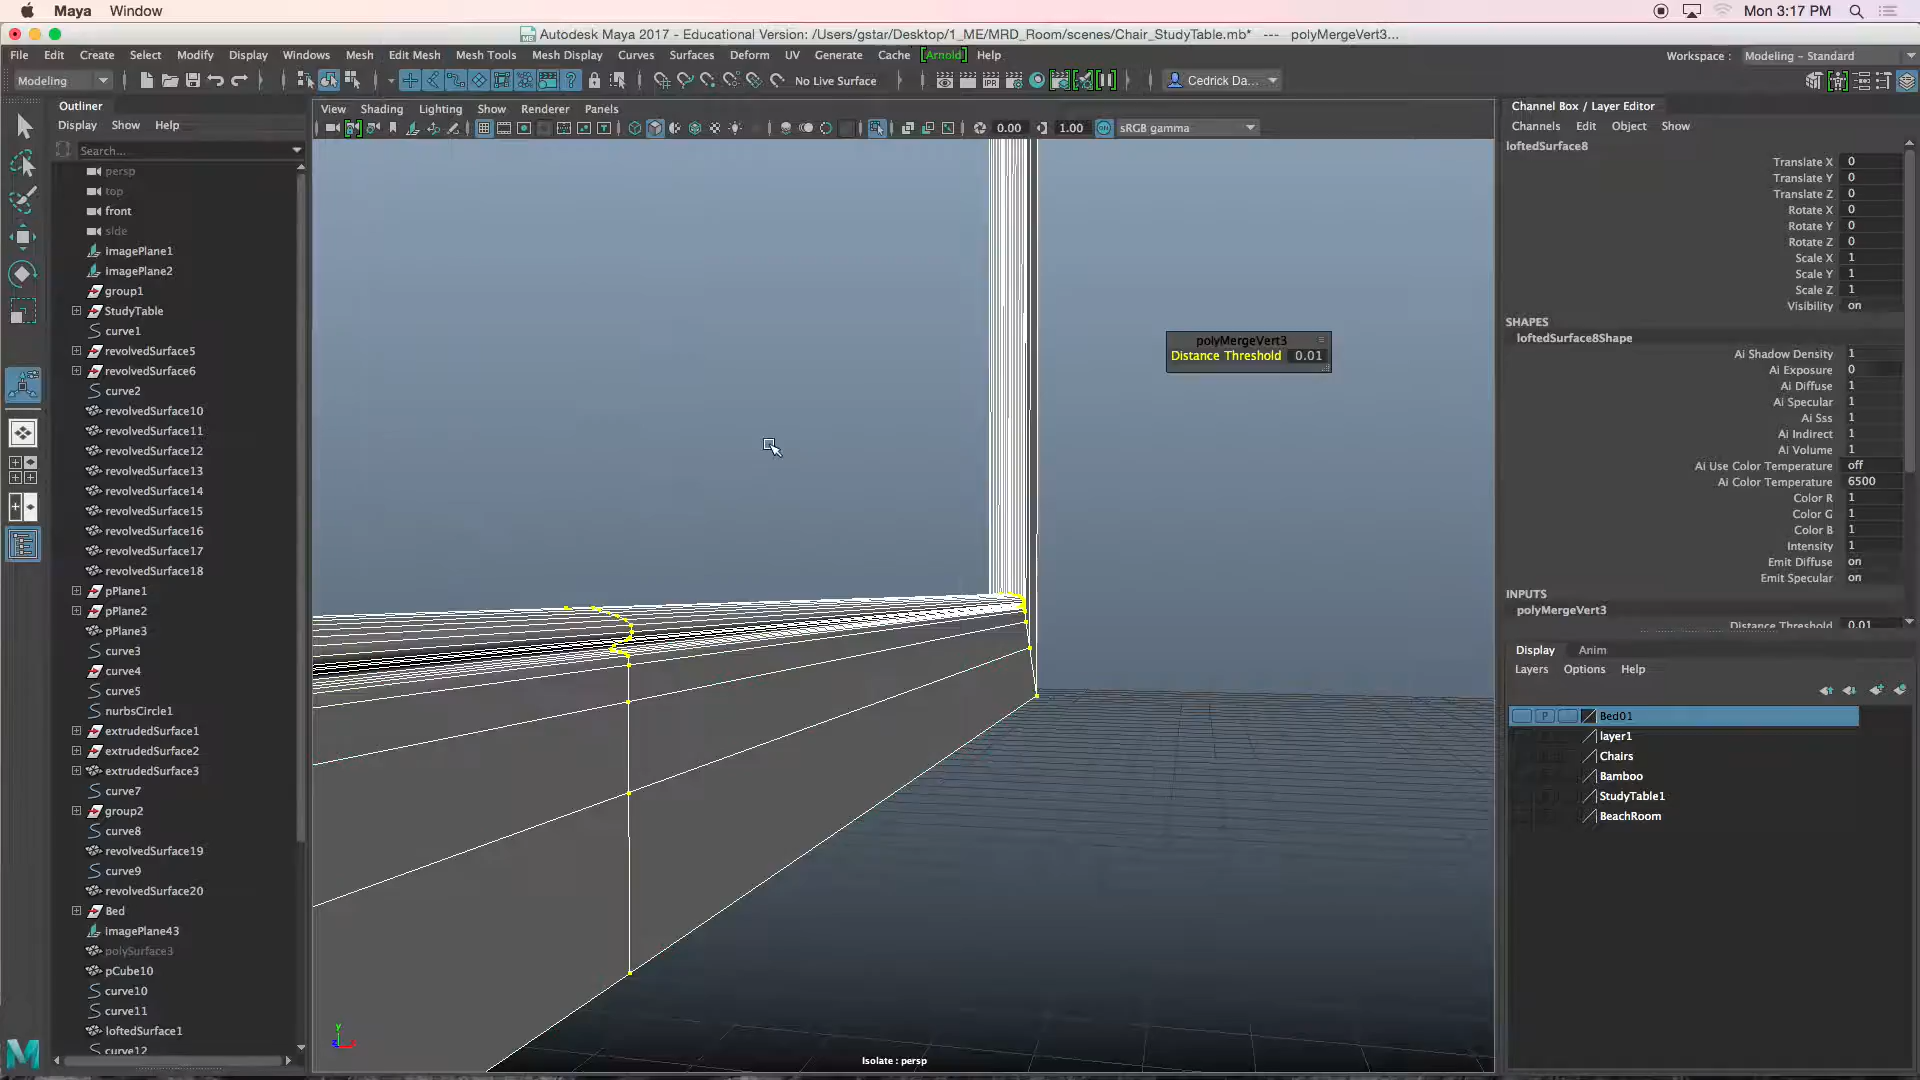 Maya Window Mon 3:17 PM
Autodesk Maya 2017 - Educational Version: /Users/gstar/Desktop/1_ME/MRD_Room/scenes/Chair_StudyTable.mb* --- polyMergeVert3...
File Edit Create Select Modify Display Windows Mesh Edit Mesh Mesh Tools Mesh Display Curves Surfaces Deform UV Generate Cache [Arnold] Help Workspace : Modeling - Standard
Modeling No Live Surface Cedrick Da...
Outliner
Display Show Help
Search...
persp
top
front
side
imagePlane1
imagePlane2
group1
StudyTable
curve1
revolvedSurface5
revolvedSurface6
curve2
revolvedSurface10
revolvedSurface11
revolvedSurface12
revolvedSurface13
revolvedSurface14
revolvedSurface15
revolvedSurface16
revolvedSurface17
revolvedSurface18
pPlane1
pPlane2
pPlane3
curve3
curve4
curve5
nurbsCircle1
extrudedSurface1
extrudedSurface2
extrudedSurface3
curve7
group2
curve8
revolvedSurface19
curve9
revolvedSurface20
Bed
imagePlane43
polySurface3
pCube10
curve10
curve11
loftedSurface1
curve12
View Shading Lighting Show Renderer Panels
0.00 1.00 sRGB gamma
polyMergeVert3
Distance Threshold 0.01
y
z
Isolate : persp
Channel Box / Layer Editor
Channels Edit Object Show
loftedSurface8
Translate X 0
Translate Y 0
Translate Z 0
Rotate X 0
Rotate Y 0
Rotate Z 0
Scale X 1
Scale Y 1
Scale Z 1
Visibility on
SHAPES
loftedSurface8Shape
Ai Shadow Density 1
Ai Exposure 0
Ai Diffuse 1
Ai Specular 1
Ai Sss 1
Ai Indirect 1
Ai Volume 1
Ai Use Color Temperature off
Ai Color Temperature 6500
Color R 1
Color G 1
Color B 1
Intensity 1
Emit Diffuse on
Emit Specular on
INPUTS
polyMergeVert3
Distance Threshold 0.01
Display Anim
Layers Options Help
P Bed01
layer1
Chairs
Bamboo
StudyTable1
BeachRoom